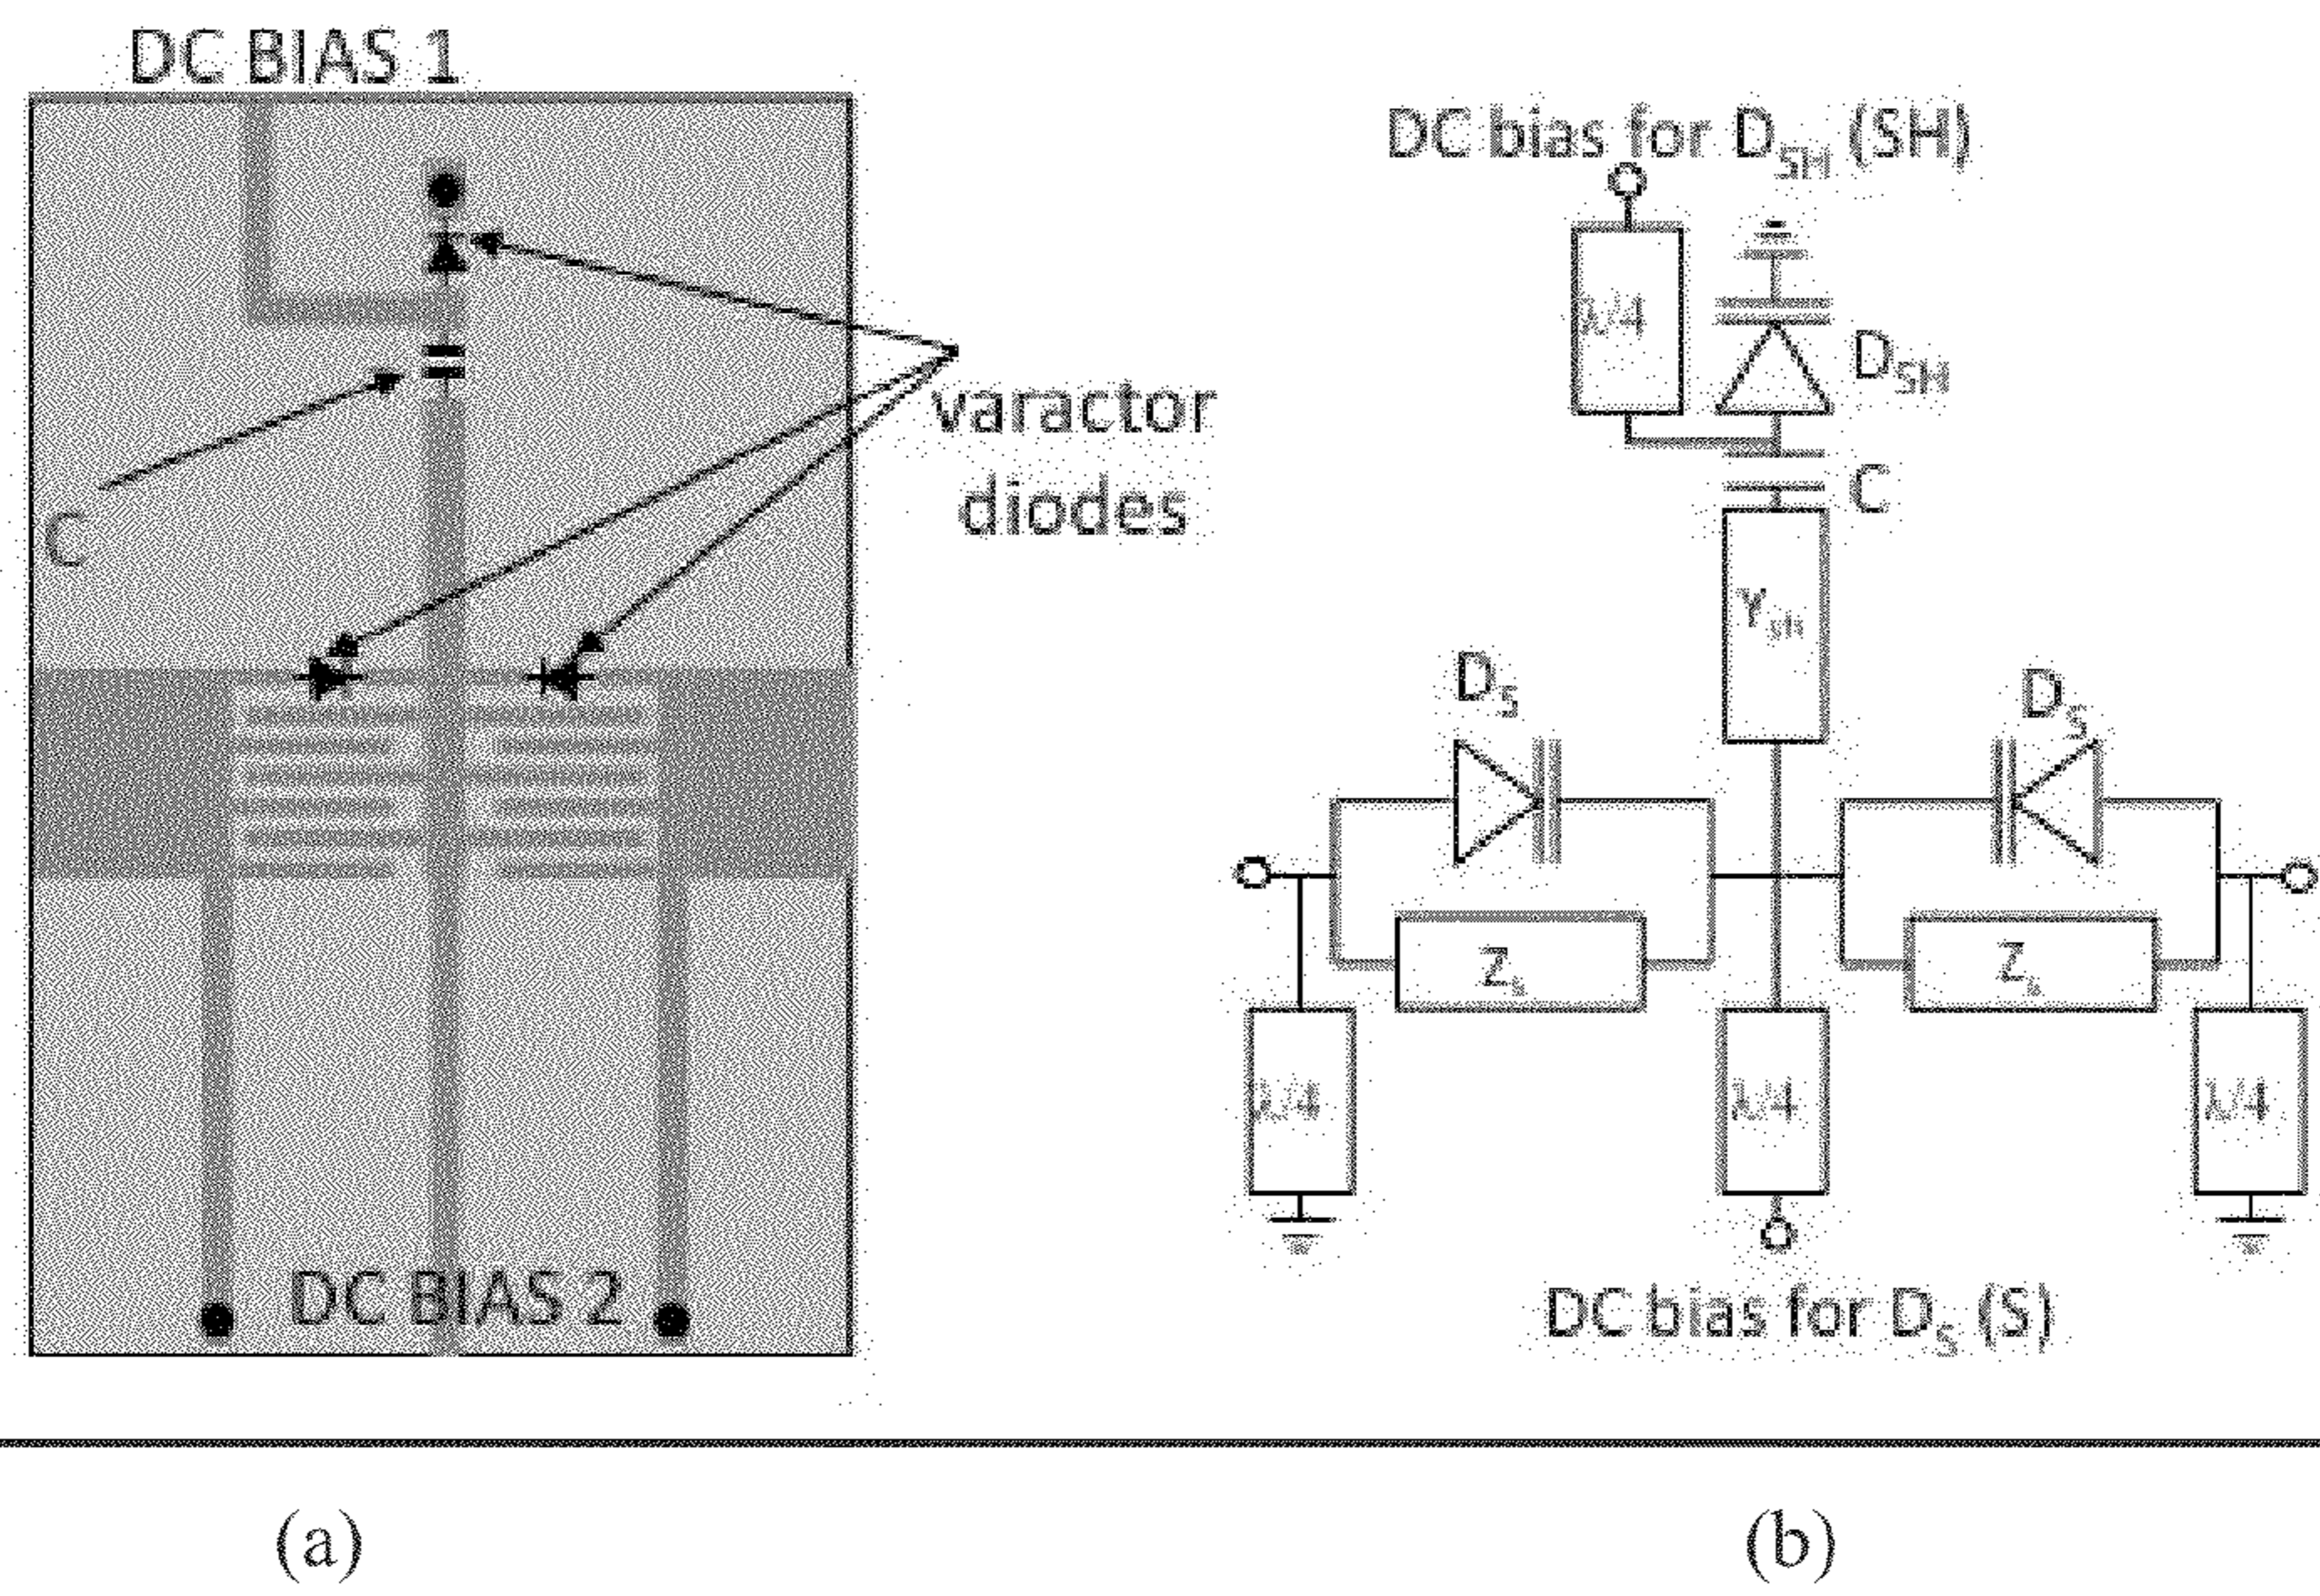 DC BIAS 1
C
varactor
diodes
DC BIAS 2
(a)
DC bias for D_SH (SH)
λ/4
D_SH
C
Y_sh
D_S
D_S
Z_s
Z_s
λ/4
λ/4
λ/4
DC bias for D_S (S)
(b)